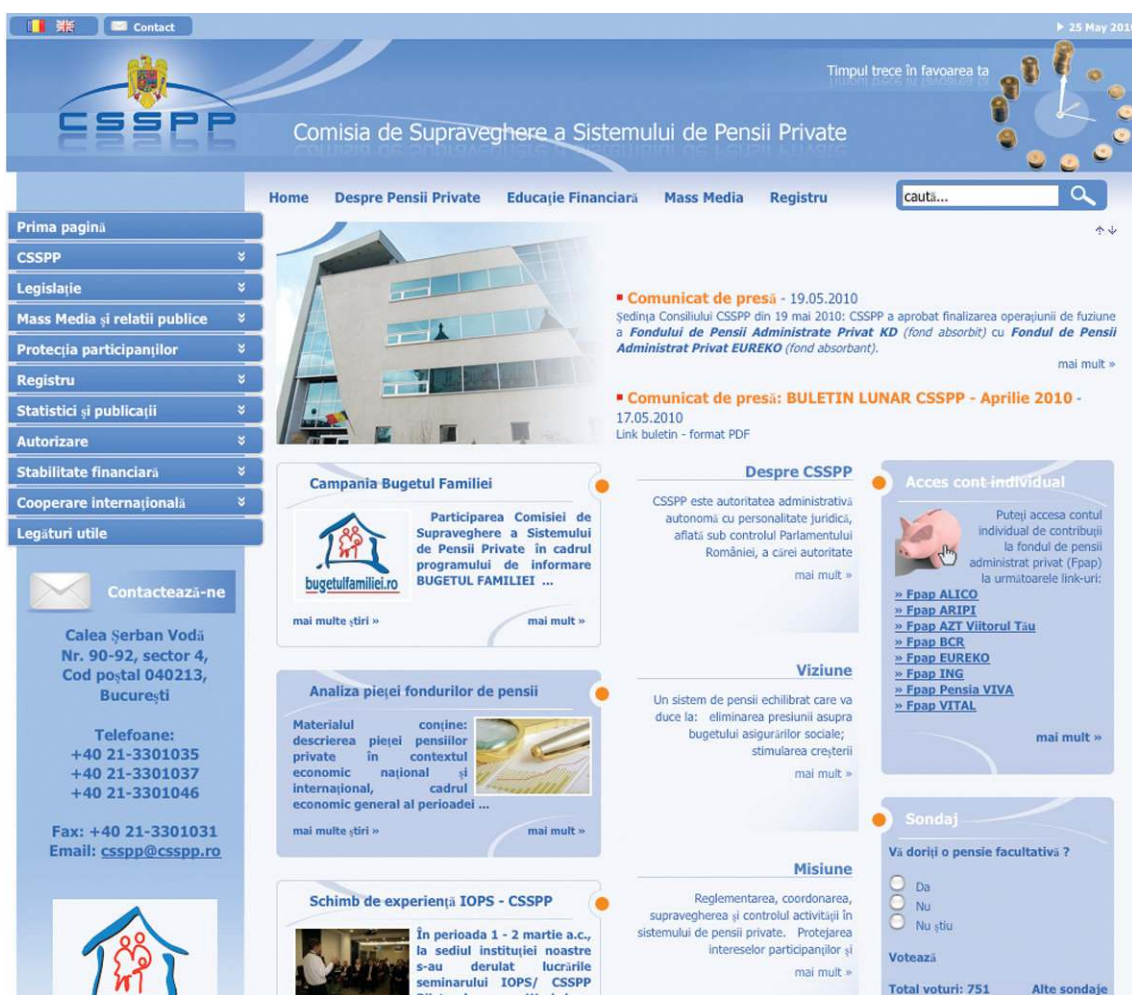 Contact
25 May 2010
CSSPP
Timpul trece în favoarea ta
Comisia de Supraveghere a Sistemului de Pensii Private
Home Despre Pensii Private Educație Financiară Mass Media Registru
caută...
Prima pagină
CSSPP
Legislație
Mass Media și relatii publice
Protecția participanților
Registru
Statistici și publicații
Autorizare
Stabilitate financiară
Cooperare internațională
Legături utile
Contactează-ne
Calea Șerban Vodă
Nr. 90-92, sector 4,
Cod poștal 040213,
București
Telefoane:
+40 21-3301035
+40 21-3301037
+40 21-3301046
Fax: +40 21-3301031
Email: csspp@csspp.ro
Comunicat de presă - 19.05.2010
Ședința Consiliului CSSPP din 19 mai 2010: CSSPP a aprobat finalizarea operațiunii de fuziune
a Fondului de Pensii Administrate Privat KD (fond absorbit) cu Fondul de Pensii
Administrat Privat EUREKO (fond absorbant).
mai mult »
Comunicat de presă: BULETIN LUNAR CSSPP - Aprilie 2010 -
17.05.2010
Link buletin - format PDF
Campania Bugetul Familiei
bugetulfamiliei.ro
Participarea Comisiei de
Supraveghere a Sistemului
de Pensii Private în cadrul
programului de informare
BUGETUL FAMILIEI ...
mai multe știri » mai mult »
Analiza pieței fondurilor de pensii
Materialul conține:
descrierea pieței pensiilor
private în contextul
economic național și
internațional, cadrul
economic general al perioadei ...
mai multe știri » mai mult »
Schimb de experiență IOPS - CSSPP
În perioada 1 - 2 martie a.c.,
la sediul instituției noastre
s-au derulat lucrările
seminarului IOPS/ CSSPP
Despre CSSPP
CSSPP este autoritatea administrativă
autonomă cu personalitate juridică,
aflată sub controlul Parlamentului
României, a cărei autoritate
mai mult »
Viziune
Un sistem de pensii echilibrat care va
duce la: eliminarea presiunii asupra
bugetului asigurărilor sociale;
stimularea creșterii
mai mult »
Misiune
Reglementarea, coordonarea,
supravegherea și controlul activității în
sistemului de pensii private. Protejarea
intereselor participanților și
mai mult »
Acces cont individual
Puteți accesa contul
individual de contribuții
la fondul de pensii
administrat privat (Fpap)
la următoarele link-uri:
» Fpap ALICO
» Fpap ARIPI
» Fpap AZT Viitorul Tău
» Fpap BCR
» Fpap EUREKO
» Fpap ING
» Fpap Pensia VIVA
» Fpap VITAL
mai mult »
Sondaj
Vă doriți o pensie facultativă ?
Da
Nu
Nu știu
Votează
Total voturi: 751 Alte sondaje